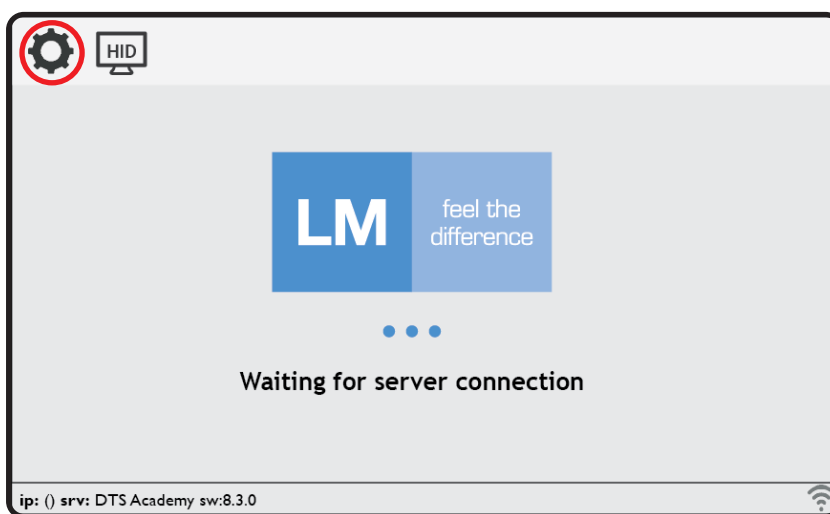 HID
LM
feel the
difference
Waiting for server connection
ip: () srv: DTS Academy sw:8.3.0